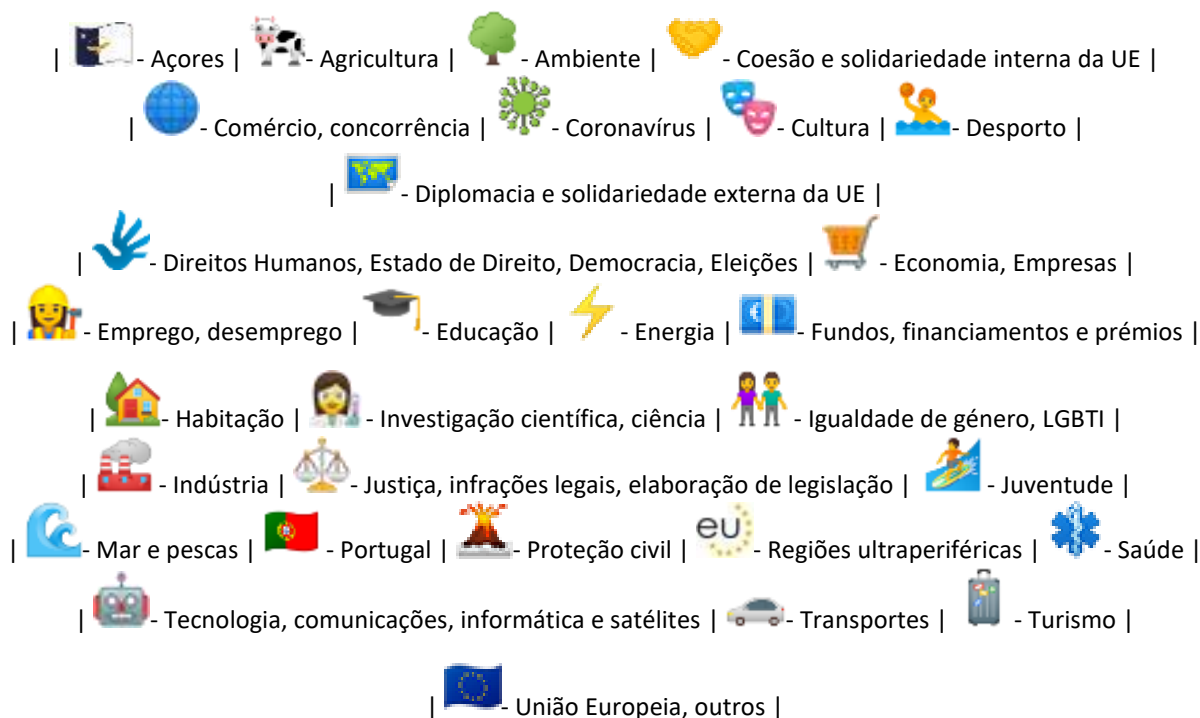 | - Açores | - Agricultura | - Ambiente | - Coesão e solidariedade interna da UE |
| - Comércio, concorrência | - Coronavírus | - Cultura | - Desporto |
| - Diplomacia e solidariedade externa da UE |
| - Direitos Humanos, Estado de Direito, Democracia, Eleições | - Economia, Empresas |
| - Emprego, desemprego | - Educação | - Energia | - Fundos, financiamentos e prémios |
| - Habitação | - Investigação científica, ciência | - Igualdade de género, LGBTI |
| - Indústria | - Justiça, infrações legais, elaboração de legislação | - Juventude |
| - Mar e pescas | - Portugal | - Proteção civil | eu - Regiões ultraperiféricas | - Saúde |
| - Tecnologia, comunicações, informática e satélites | - Transportes | - Turismo |
| - União Europeia, outros |